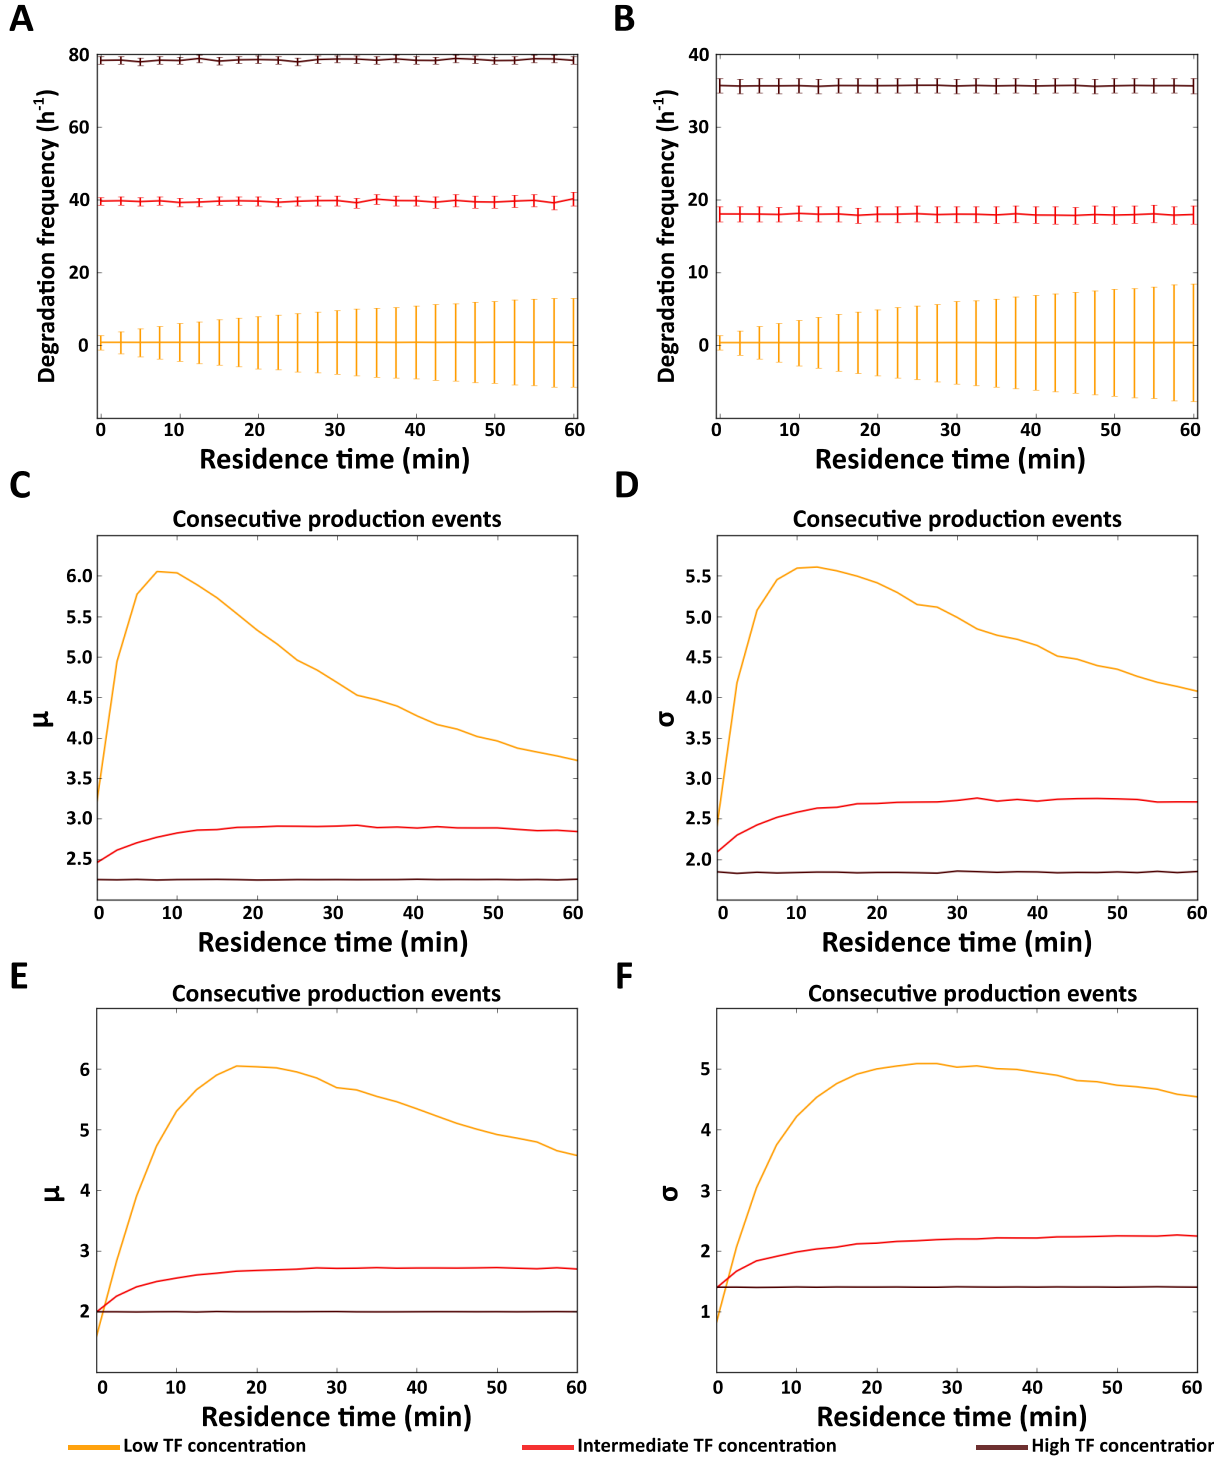 A
B
Degradation frequency (h-1)
80
60
40
20
0
0 10 20 30 40 50 60
Residence time (min)
Degradation frequency (h-1)
40
30
20
10
0
0 10 20 30 40 50 60
Residence time (min)
C
D
Consecutive production events
μ
6.0
5.5
5.0
4.5
4.0
3.5
3.0
2.5
0 10 20 30 40 50 60
Residence time (min)
Consecutive production events
σ
5.5
5.0
4.5
4.0
3.5
3.0
2.5
2.0
0 10 20 30 40 50 60
Residence time (min)
E
F
Consecutive production events
μ
6
5
4
3
2
0 10 20 30 40 50 60
Residence time (min)
Consecutive production events
σ
5
4
3
2
1
0 10 20 30 40 50 60
Residence time (min)
Low TF concentration
Intermediate TF concentration
High TF concentration